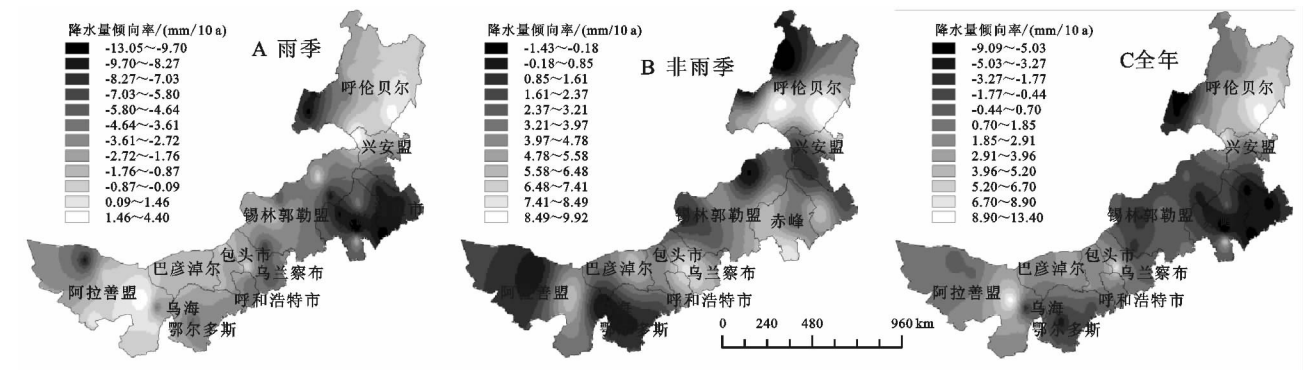 降水量倾向率/(mm/10 a)
-13.05~-9.70
-9.70~-8.27
-8.27~-7.03
-7.03~-5.80
-5.80~-4.64
-4.64~-3.61
-3.61~-2.72
-2.72~-1.76
-1.76~-0.87
-0.87~-0.09
0.09~1.46
1.46~4.40
A 雨季
呼伦贝尔
兴安盟
市
锡林郭勒盟
包头市
巴彦淖尔
乌兰察布
阿拉善盟
呼和浩特市
乌海
鄂尔多斯
降水量倾向率/(mm/10 a)
-1.43~-0.18
-0.18~0.85
0.85~1.61
1.61~2.37
2.37~3.21
3.21~3.97
3.97~4.78
4.78~5.58
5.58~6.48
6.48~7.41
7.41~8.49
8.49~9.92
B 非雨季
呼伦贝尔
兴安盟
锡林郭勒盟
赤峰
包头市
巴彦淖尔
乌兰察布
阿拉善盟
呼和浩特市
鄂尔多斯
0 240 480 960 km
降水量倾向率/(mm/10 a)
-9.09~-5.03
-5.03~-3.27
-3.27~-1.77
-1.77~-0.44
-0.44~0.70
0.70~1.85
1.85~2.91
2.91~3.96
3.96~5.20
5.20~6.70
6.70~8.90
8.90~13.40
C全年
呼伦贝尔
兴安盟
锡林郭勒盟
包头市
巴彦淖尔
乌兰察布
阿拉善盟
呼和浩特市
乌海
鄂尔多斯